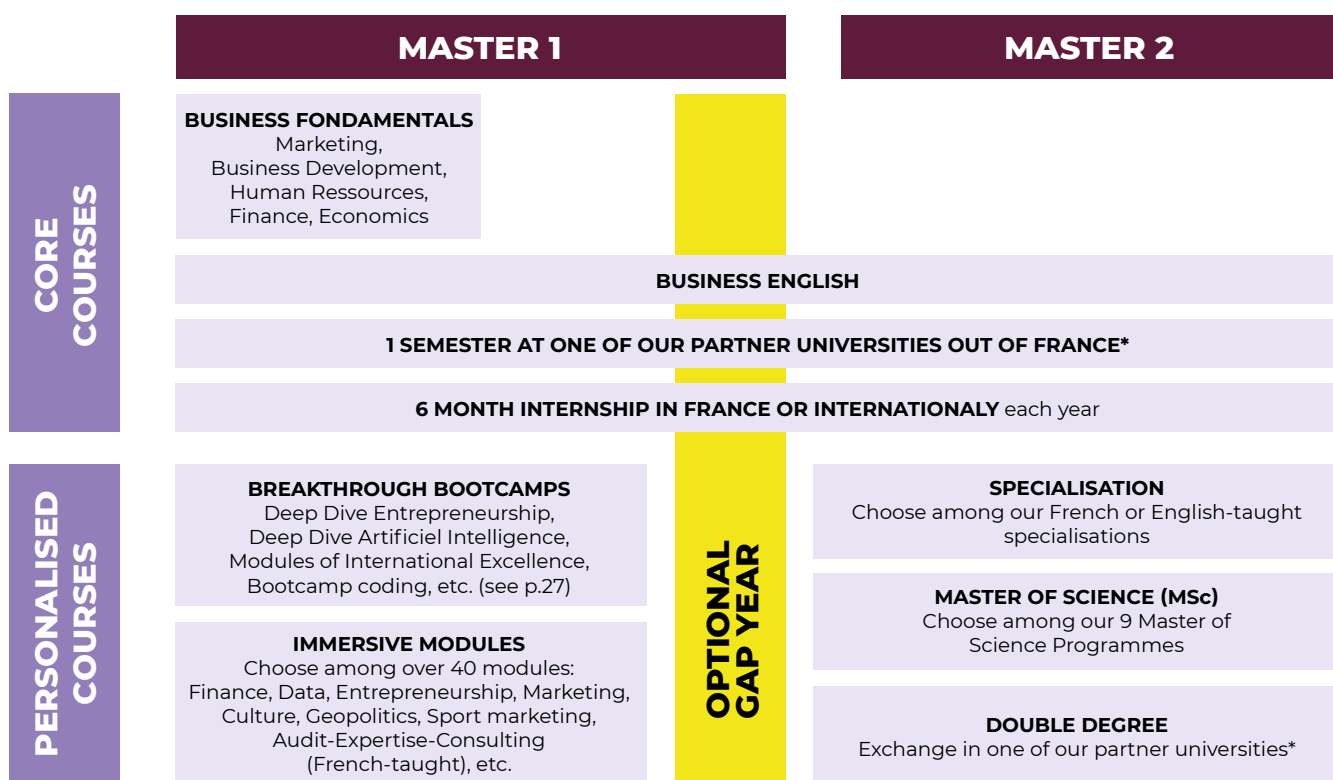 MASTER 1
MASTER 2
CORE
COURSES
BUSINESS FONDAMENTALS
Marketing,
Business Development,
Human Ressources,
Finance, Economics
BUSINESS ENGLISH
1 SEMESTER AT ONE OF OUR PARTNER UNIVERSITIES OUT OF FRANCE*
6 MONTH INTERNSHIP IN FRANCE OR INTERNATIONALY each year
PERSONALISED
COURSES
BREAKTHROUGH BOOTCAMPS
Deep Dive Entrepreneurship,
Deep Dive Artificiel Intelligence,
Modules of International Excellence,
Bootcamp coding, etc. (see p.27)
IMMERSIVE MODULES
Choose among over 40 modules:
Finance, Data, Entrepreneurship, Marketing,
Culture, Geopolitics, Sport marketing,
Audit-Expertise-Consulting
(French-taught), etc.
OPTIONAL
GAP YEAR
SPECIALISATION
Choose among our French or English-taught
specialisations
MASTER OF SCIENCE (MSc)
Choose among our 9 Master of
Science Programmes
DOUBLE DEGREE
Exchange in one of our partner universities*